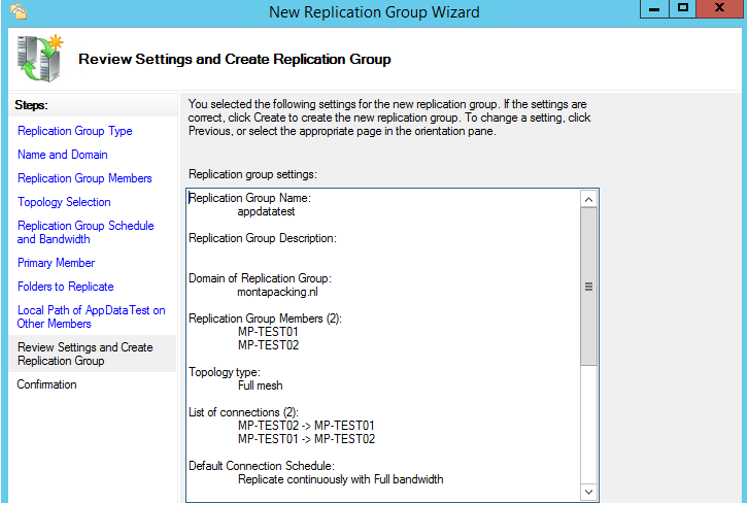 New Replication Group Wizard
Review Settings and Create Replication Group
Steps:
Replication Group Type
Name and Domain
Replication Group Members
Topology Selection
Replication Group Schedule
and Bandwidth
Primary Member
Folders to Replicate
Local Path of AppDataTest on
Other Members
Review Settings and Create
Replication Group
Confirmation
You selected the following settings for the new replication group. If the settings are
correct, click Create to create the new replication group. To change a setting, click
Previous, or select the appropriate page in the orientation pane.
Replication group settings:
Replication Group Name:
appdatatest
Replication Group Description:
Domain of Replication Group:
montapacking.nl
Replication Group Members (2):
MP-TEST01
MP-TEST02
Topology type:
Full mesh
List of connections (2):
MP-TEST02 -> MP-TEST01
MP-TEST01 -> MP-TEST02
Default Connection Schedule:
Replicate continuously with Full bandwidth